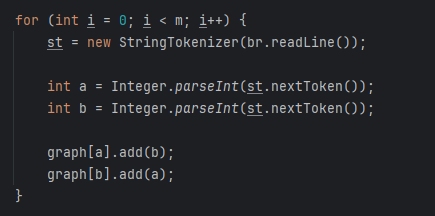 for (int i = 0; i < m; i++) {
    st = new StringTokenizer(br.readLine());

    int a = Integer.parseInt(st.nextToken());
    int b = Integer.parseInt(st.nextToken());

    graph[a].add(b);
    graph[b].add(a);
}